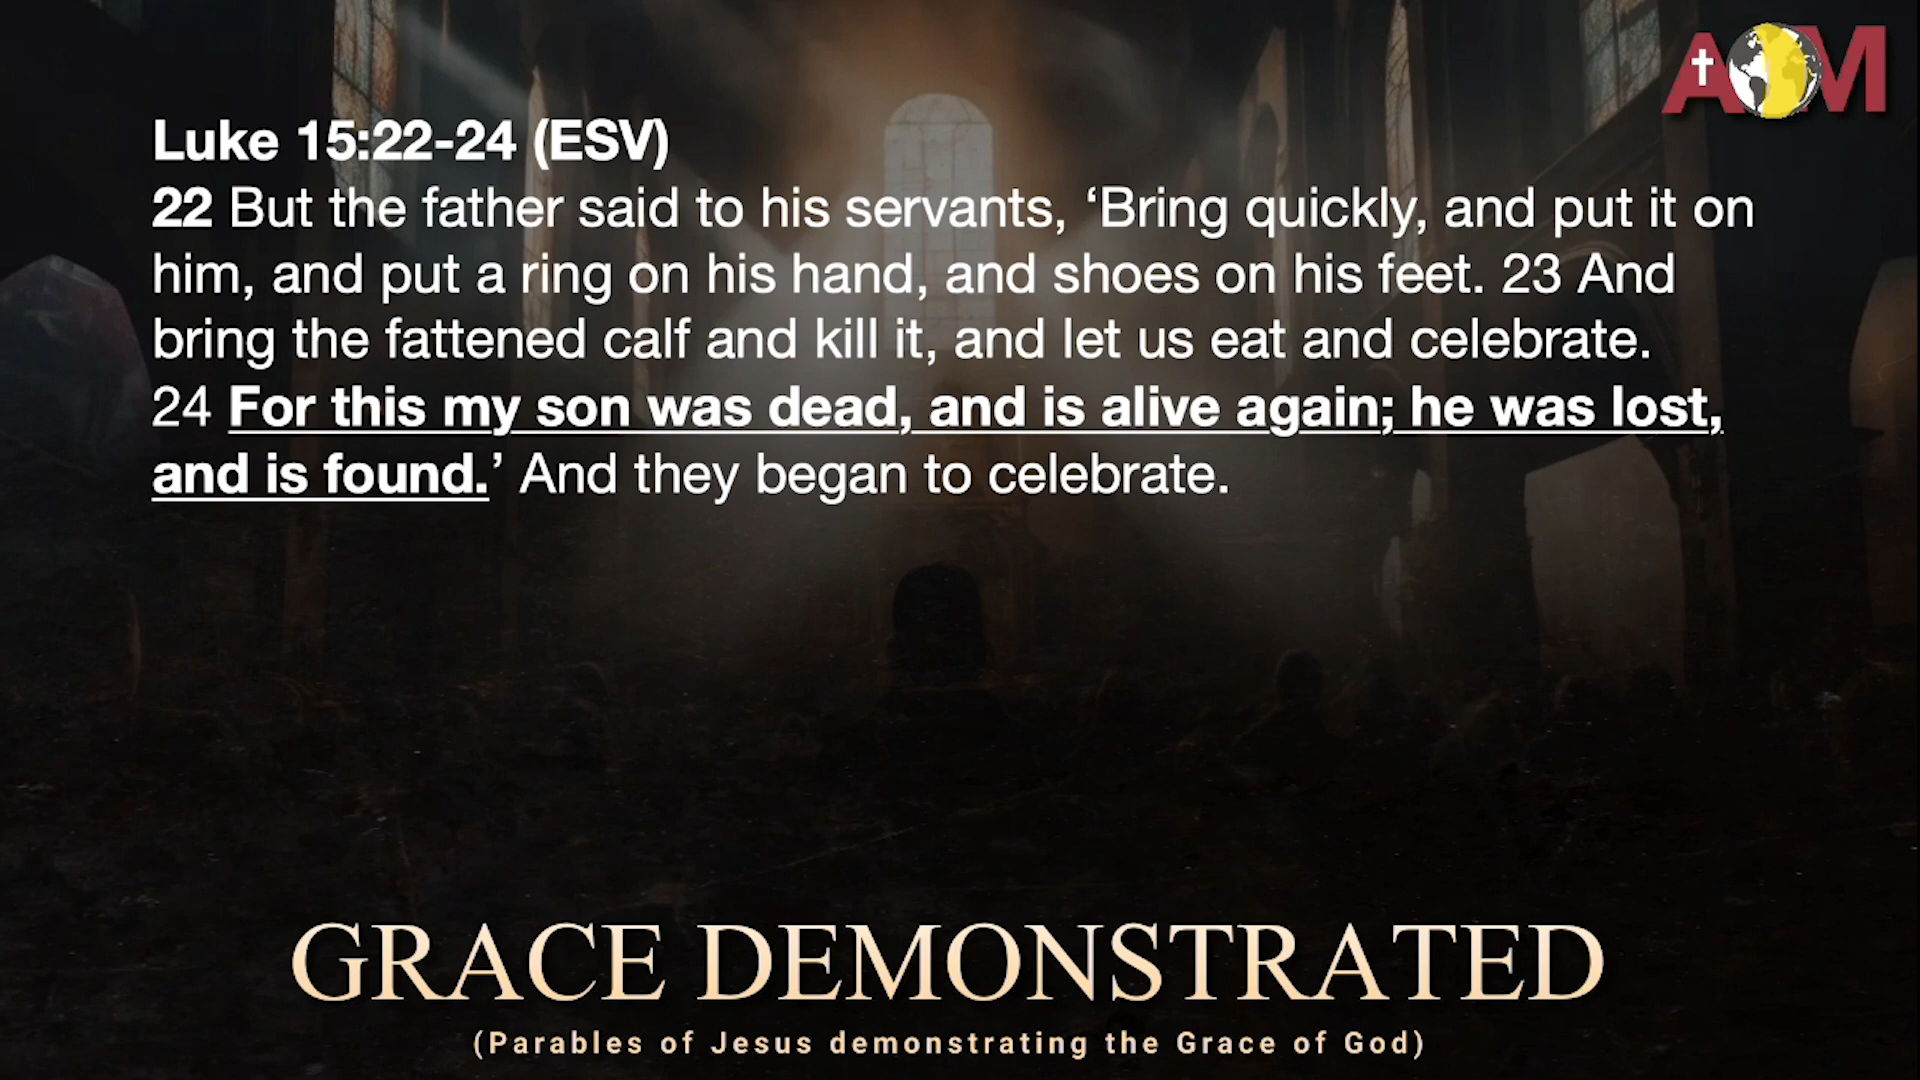 AOM
Luke 15:22-24 (ESV)
22 But the father said to his servants, ‘Bring quickly, and put it on
him, and put a ring on his hand, and shoes on his feet. 23 And
bring the fattened calf and kill it, and let us eat and celebrate.
24 For this my son was dead, and is alive again; he was lost,
and is found.’ And they began to celebrate.
GRACE DEMONSTRATED
(Parables of Jesus demonstrating the Grace of God)